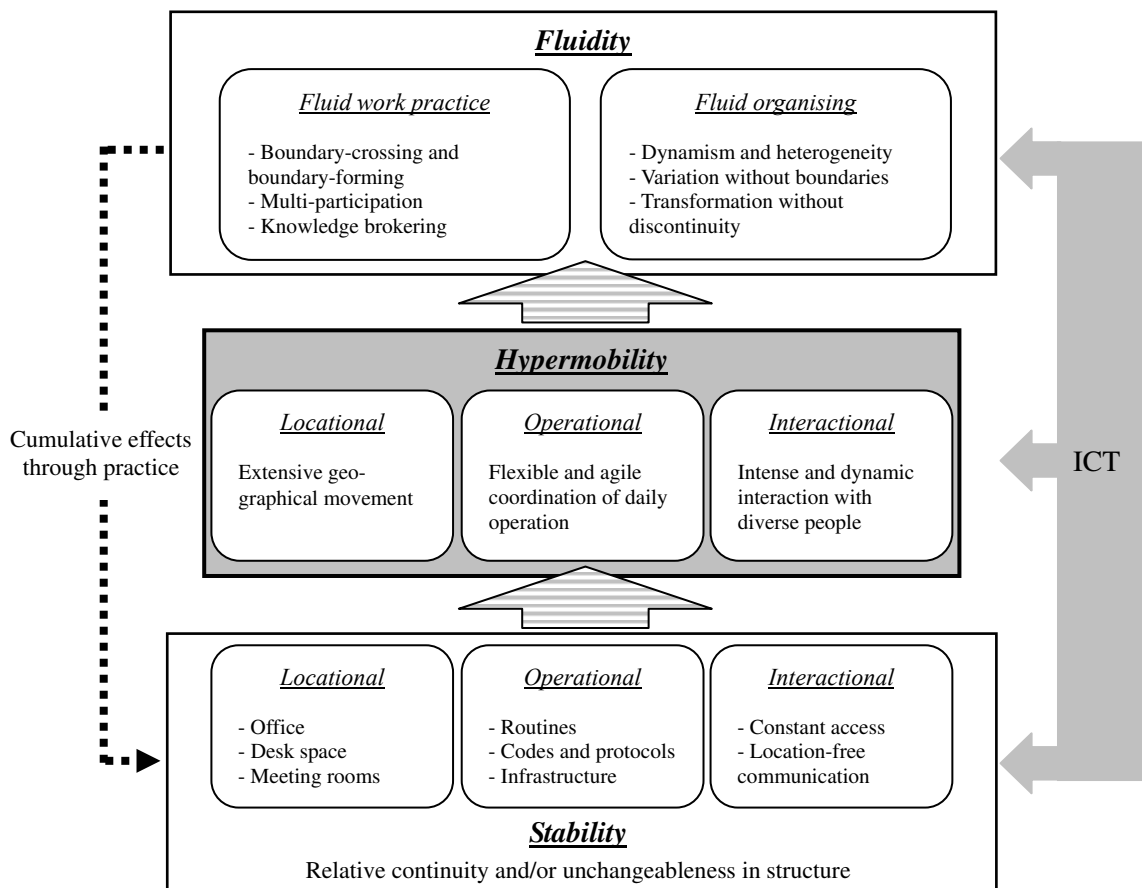 Fluidity
Fluid work practice
- Boundary-crossing and
boundary-forming
- Multi-participation
- Knowledge brokering
Fluid organising
- Dynamism and heterogeneity
- Variation without boundaries
- Transformation without
discontinuity
Hypermobility
Locational
Extensive geo-
graphical movement
Operational
Flexible and agile
coordination of daily
operation
Interactional
Intense and dynamic
interaction with
diverse people
Cumulative effects
through practice
ICT
Locational
- Office
- Desk space
- Meeting rooms
Operational
- Routines
- Codes and protocols
- Infrastructure
Interactional
- Constant access
- Location-free
communication
Stability
Relative continuity and/or unchangeableness in structure